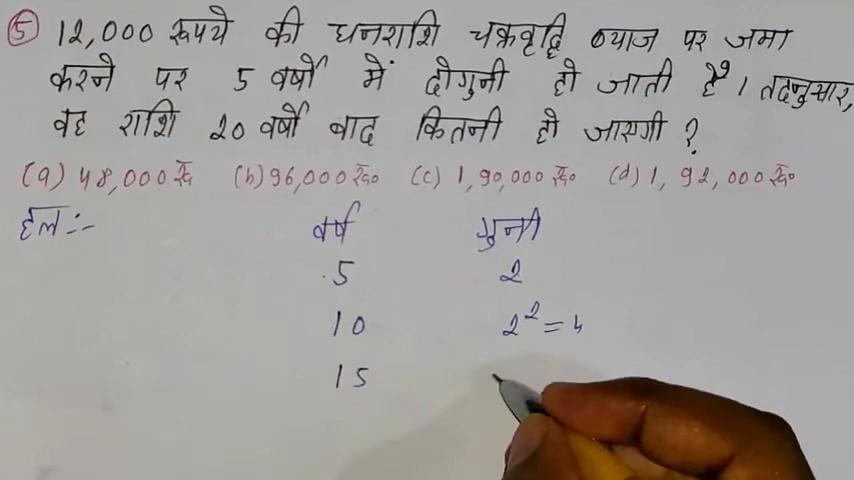 ⑤ 12,000 रूपये की धनराशि चक्रवृद्धि ब्याज पर जमा
करने पर 5 वर्षों में दोगुनी हो जाती है। तदनुसार,
वह राशि 20 वर्षों बाद कितनी हो जाएगी ?
(a) 48,000 रू० (b) 96,000 रू० (c) 1,90,000 रू० (d) 1,92,000 रू०
हल :- वर्ष गुनी
5 2
10 2² = 4
15